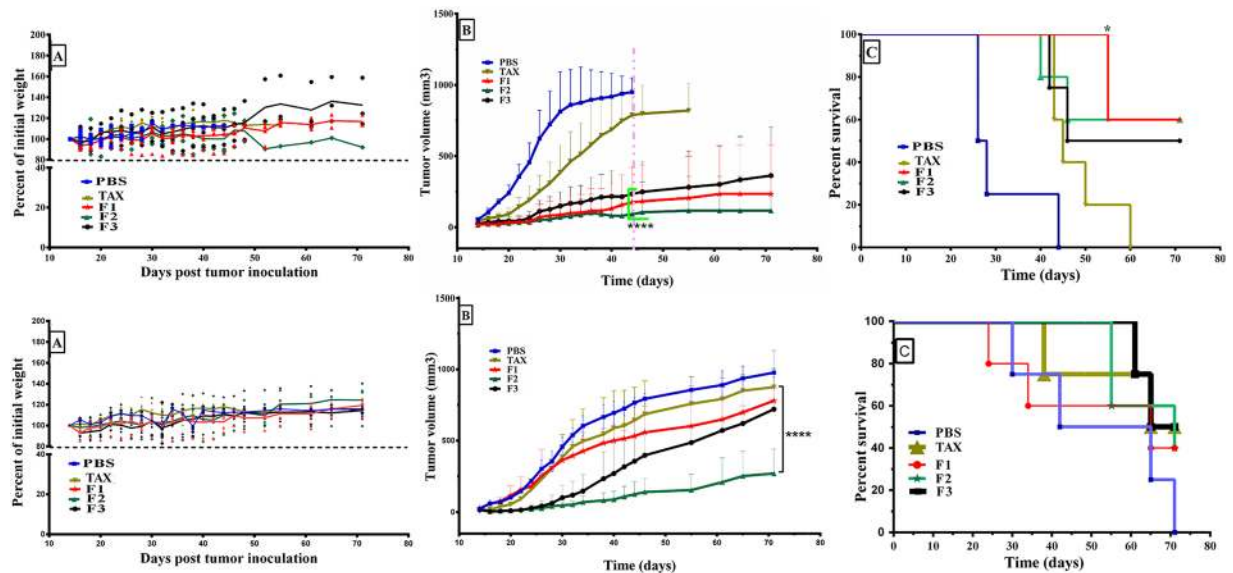 A
Percent of initial weight
200
180
160
140
120
100
80
40
20
0
PBS
TAX
F1
F2
F3
10 20 30 40 50 60 70 80
Days post tumor inoculation
B
Tumor volume (mm3)
1500
1000
500
0
PBS
TAX
F1
F2
F3
****
10 20 30 40 50 60 70 80
Time (days)
C
*
Percent survival
100
80
60
40
20
0
PBS
TAX
F1
F2
F3
0 10 20 30 40 50 60 70 80
Time (days)
A
Percent of initial weight
200
180
160
140
120
100
80
40
20
0
PBS
TAX
F1
F2
F3
10 20 30 40 50 60 70 80
Days post tumor inoculation
B
Tumor volume (mm3)
1500
1000
500
0
PBS
TAX
F1
F2
F3
****
10 20 30 40 50 60 70 80
Time (days)
C
Percent survival
100
80
60
40
20
0
PBS
TAX
F1
F2
F3
0 10 20 30 40 50 60 70 80
Time (days)